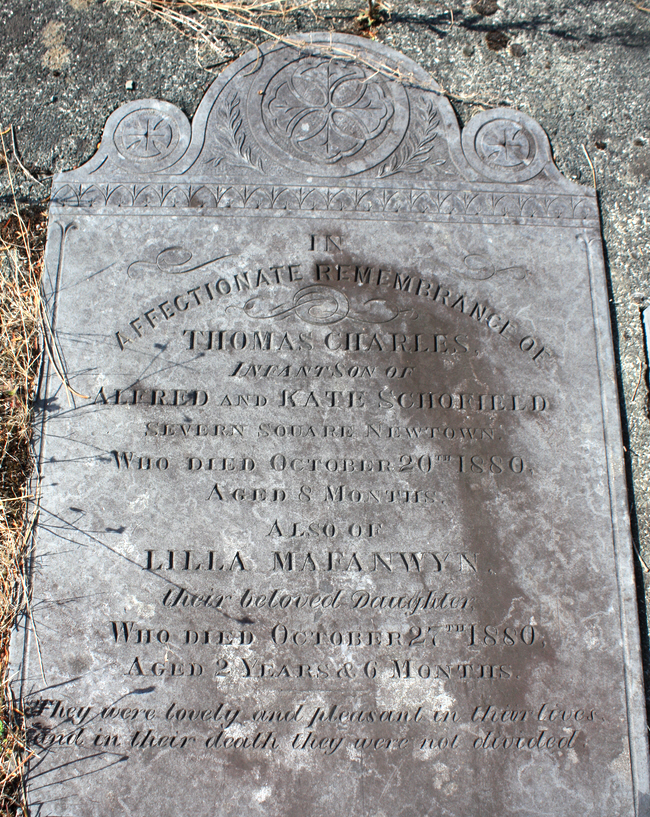 IN
AFFECTIONATE REMEMBRANCE OF
THOMAS CHARLES,
INFANT SON OF
ALFRED AND KATE SCHOFIELD
SEVERN SQUARE NEWTOWN,
WHO DIED OCTOBER 20TH 1880,
AGED 8 MONTHS.
ALSO OF
LILLA MAFANWYN,
their beloved Daughter
WHO DIED OCTOBER 27TH 1880,
AGED 2 YEARS & 6 MONTHS.
They were lovely and pleasant in thier lives
and in their death they were not divided.